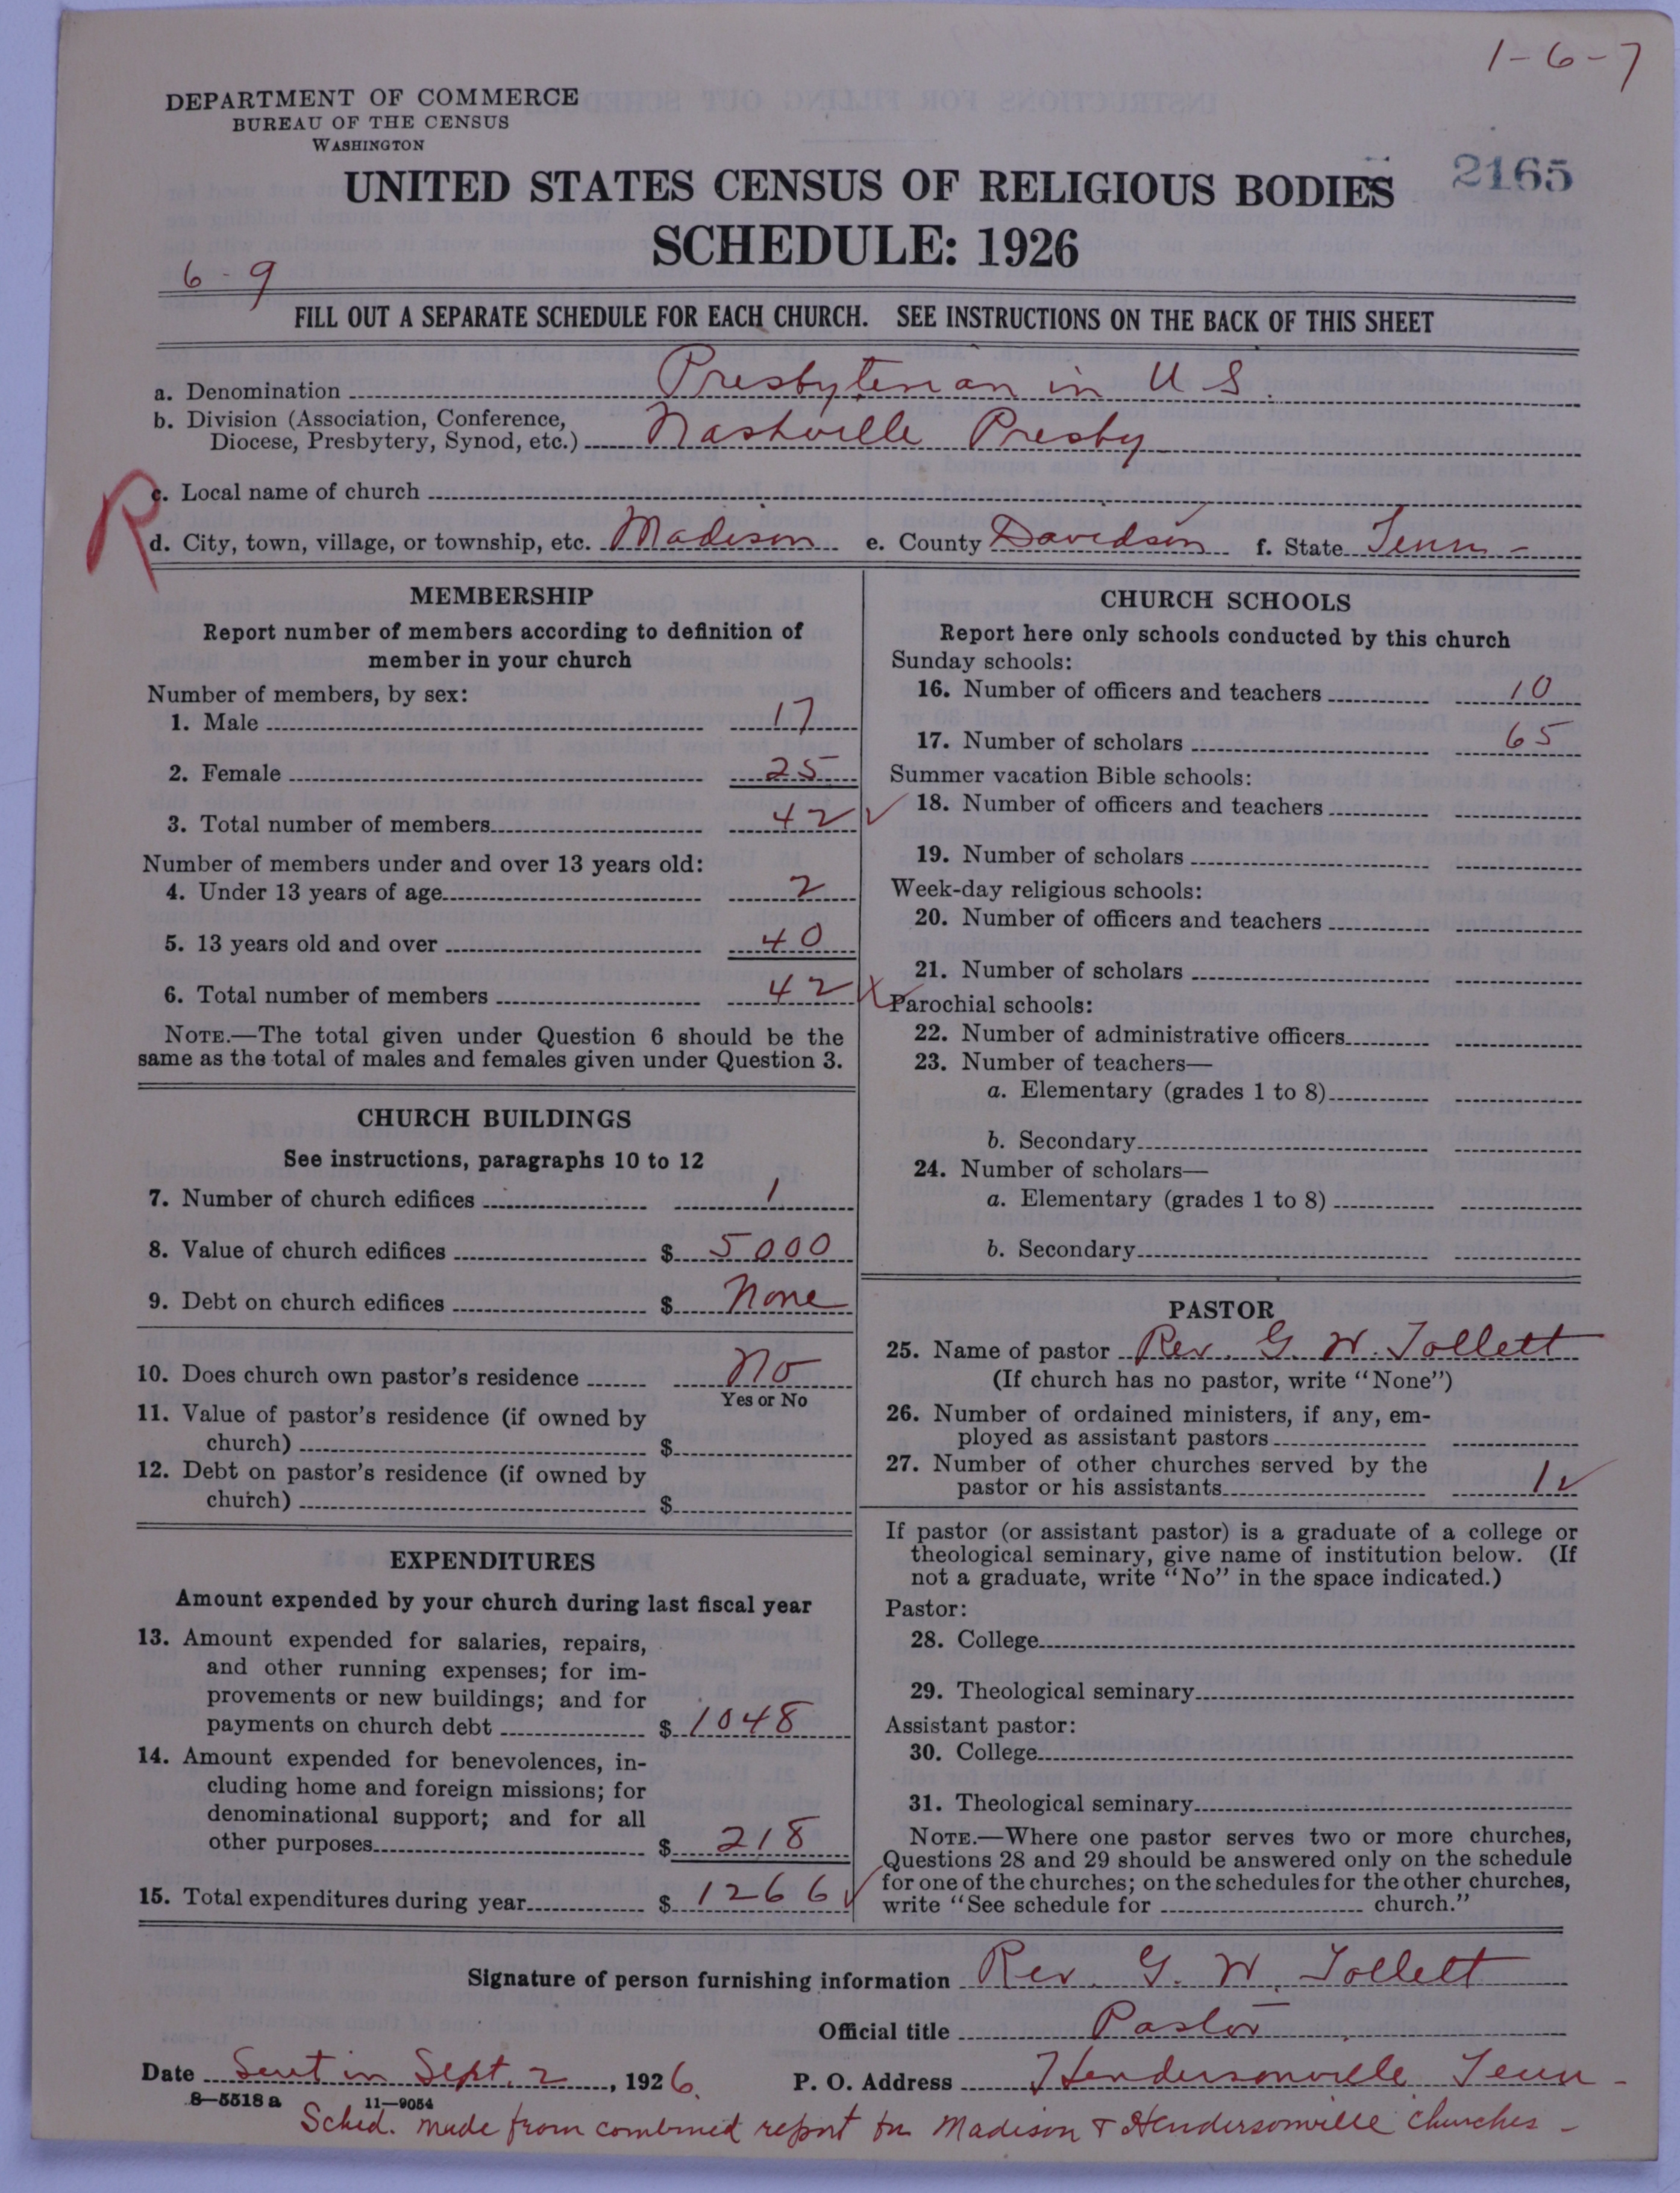 1-6-7
DEPARTMENT OF COMMERCE
BUREAU OF THE CENSUS
WASHINGTON
2165
UNITED STATES CENSUS OF RELIGIOUS BODIES
SCHEDULE: 1926
6-9
FILL OUT A SEPARATE SCHEDULE FOR EACH CHURCH. SEE INSTRUCTIONS ON THE BACK OF THIS SHEET
a. Denomination Presbyterian in U S.
b. Division (Association, Conference,
Diocese, Presbytery, Synod, etc.) Nashville Presby
R
c. Local name of church
d. City, town, village, or township, etc. Madison e. County Davidson f. State Tenn -
MEMBERSHIP
Report number of members according to definition of
member in your church
Number of members, by sex:
1. Male 17
2. Female 25
3. Total number of members 42 ✓
Number of members under and over 13 years old:
4. Under 13 years of age 2
5. 13 years old and over 40
6. Total number of members 42 X
NOTE.—The total given under Question 6 should be the
same as the total of males and females given under Question 3.
CHURCH BUILDINGS
See instructions, paragraphs 10 to 12
7. Number of church edifices 1
8. Value of church edifices $ 5000
9. Debt on church edifices $ None
10. Does church own pastor's residence No
Yes or No
11. Value of pastor's residence (if owned by
church) $
12. Debt on pastor's residence (if owned by
church) $
EXPENDITURES
Amount expended by your church during last fiscal year
13. Amount expended for salaries, repairs,
and other running expenses; for im-
provements or new buildings; and for
payments on church debt $ 1048
14. Amount expended for benevolences, in-
cluding home and foreign missions; for
denominational support; and for all
other purposes $ 218
15. Total expenditures during year $ 1266 ✓
CHURCH SCHOOLS
Report here only schools conducted by this church
Sunday schools:
16. Number of officers and teachers 10
17. Number of scholars 65
Summer vacation Bible schools:
18. Number of officers and teachers
19. Number of scholars
Week-day religious schools:
20. Number of officers and teachers
21. Number of scholars
Parochial schools:
22. Number of administrative officers
23. Number of teachers—
a. Elementary (grades 1 to 8)
b. Secondary
24. Number of scholars—
a. Elementary (grades 1 to 8)
b. Secondary
PASTOR
25. Name of pastor Rev. G. W. Tollett
(If church has no pastor, write "None")
26. Number of ordained ministers, if any, em-
ployed as assistant pastors
27. Number of other churches served by the
pastor or his assistants 1 ✓
If pastor (or assistant pastor) is a graduate of a college or
theological seminary, give name of institution below. (If
not a graduate, write "No" in the space indicated.)
Pastor:
28. College
29. Theological seminary
Assistant pastor:
30. College
31. Theological seminary
NOTE.—Where one pastor serves two or more churches,
Questions 28 and 29 should be answered only on the schedule
for one of the churches; on the schedules for the other churches,
write "See schedule for church."
Signature of person furnishing information Rev. G. W. Tollett
Official title Pastor
Date Sent in Sept. 2, 1926. P. O. Address Hendersonville Tenn -
8—5518 a 11—9054
Sched. made from combined report for Madison & Hendersonville churches -